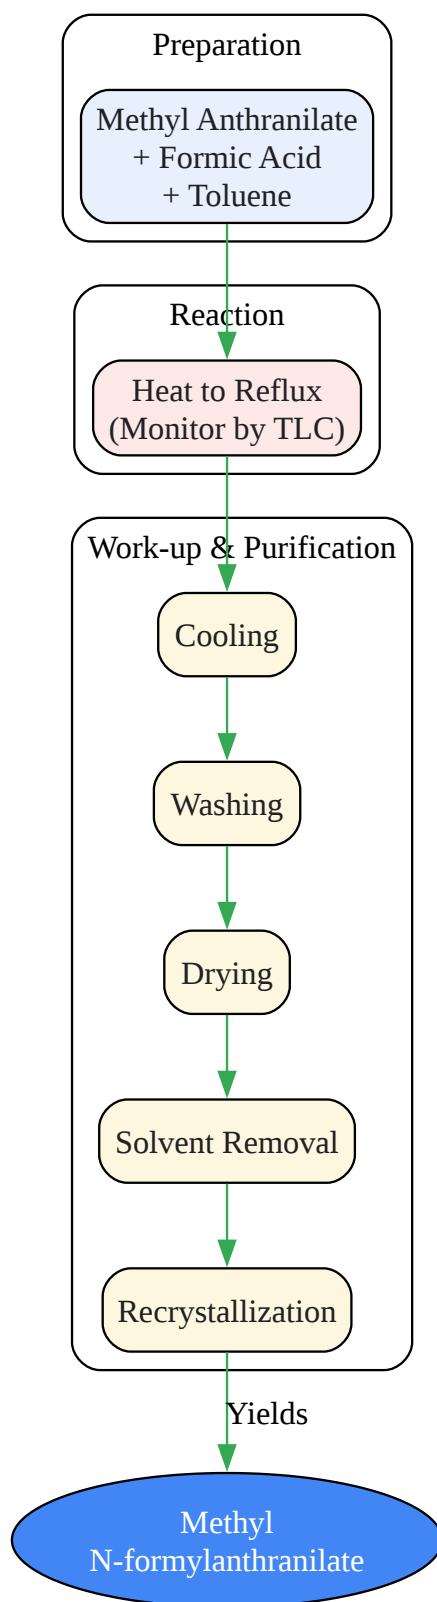 Preparation
Methyl Anthranilate
+ Formic Acid
+ Toluene
Reaction
Heat to Reflux
(Monitor by TLC)
Work-up & Purification
Cooling
Washing
Drying
Solvent Removal
Recrystallization
Yields
Methyl
N-formylanthranilate